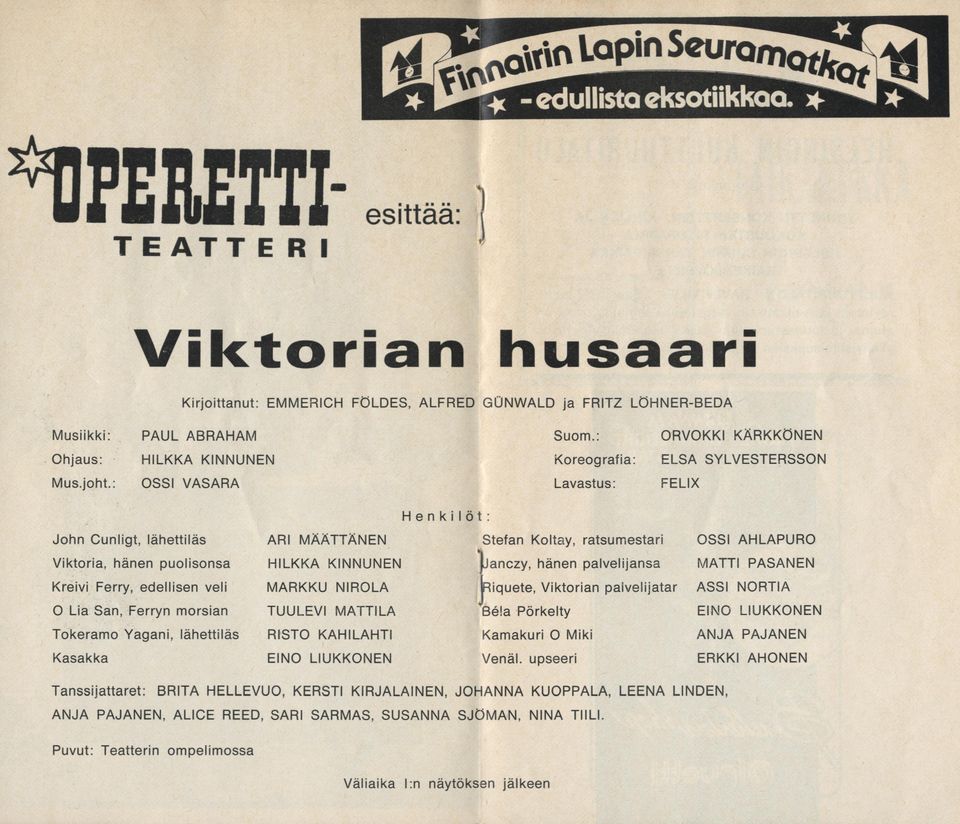 Finnairin Lapin Seuramatkat
- edullista eksotiikkaa.
OPERETTI-
TEATTERI
esittää:
Viktorian husaari
Kirjoittanut: EMMERICH FÖLDES, ALFRED GÜNWALD ja FRITZ LÖHNER-BEDA
Musiikki: PAUL ABRAHAM
Ohjaus: HILKKA KINNUNEN
Mus.joht.: OSSI VASARA
Suom.: ORVOKKI KÄRKKÖNEN
Koreografia: ELSA SYLVESTERSSON
Lavastus: FELIX
Henkilöt:
John Cunligt, lähettiläs ARI MÄÄTTÄNEN
Viktoria, hänen puolisonsa HILKKA KINNUNEN
Kreivi Ferry, edellisen veli MARKKU NIROLA
O Lia San, Ferryn morsian TUULEVI MATTILA
Tokeramo Yagani, lähettiläs RISTO KAHILAHTI
Kasakka EINO LIUKKONEN
Stefan Koltay, ratsumestari OSSI AHLAPURO
Janczy, hänen palvelijansa MATTI PASANEN
Riquete, Viktorian palvelijatar ASSI NORTIA
Béla Pörkelty EINO LIUKKONEN
Kamakuri O Miki ANJA PAJANEN
Venäl. upseeri ERKKI AHONEN
Tanssijattaret: BRITA HELLEVUO, KERSTI KIRJALAINEN, JOHANNA KUOPPALA, LEENA LINDEN,
ANJA PAJANEN, ALICE REED, SARI SARMAS, SUSANNA SJÖMAN, NINA TIILI.
Puvut: Teatterin ompelimossa
Väliaika I:n näytöksen jälkeen